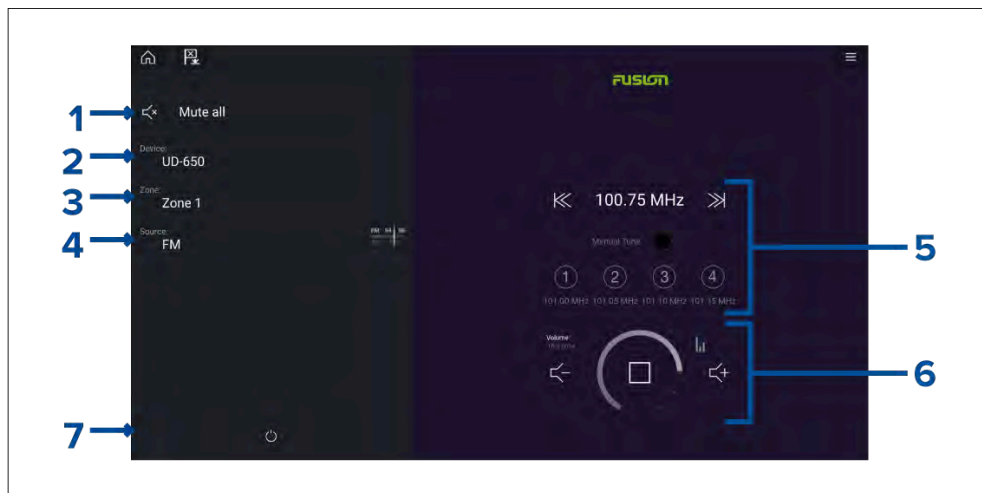 FUSION
1
Mute all
2
Device:
UD-650
3
Zone:
Zone 1
4
Source:
FM
100.75 MHz
Manual Tune
5
1 2 3 4
101.00 MHz 101.05 MHz 101.10 MHz 101.15 MHz
Volume:
6
7